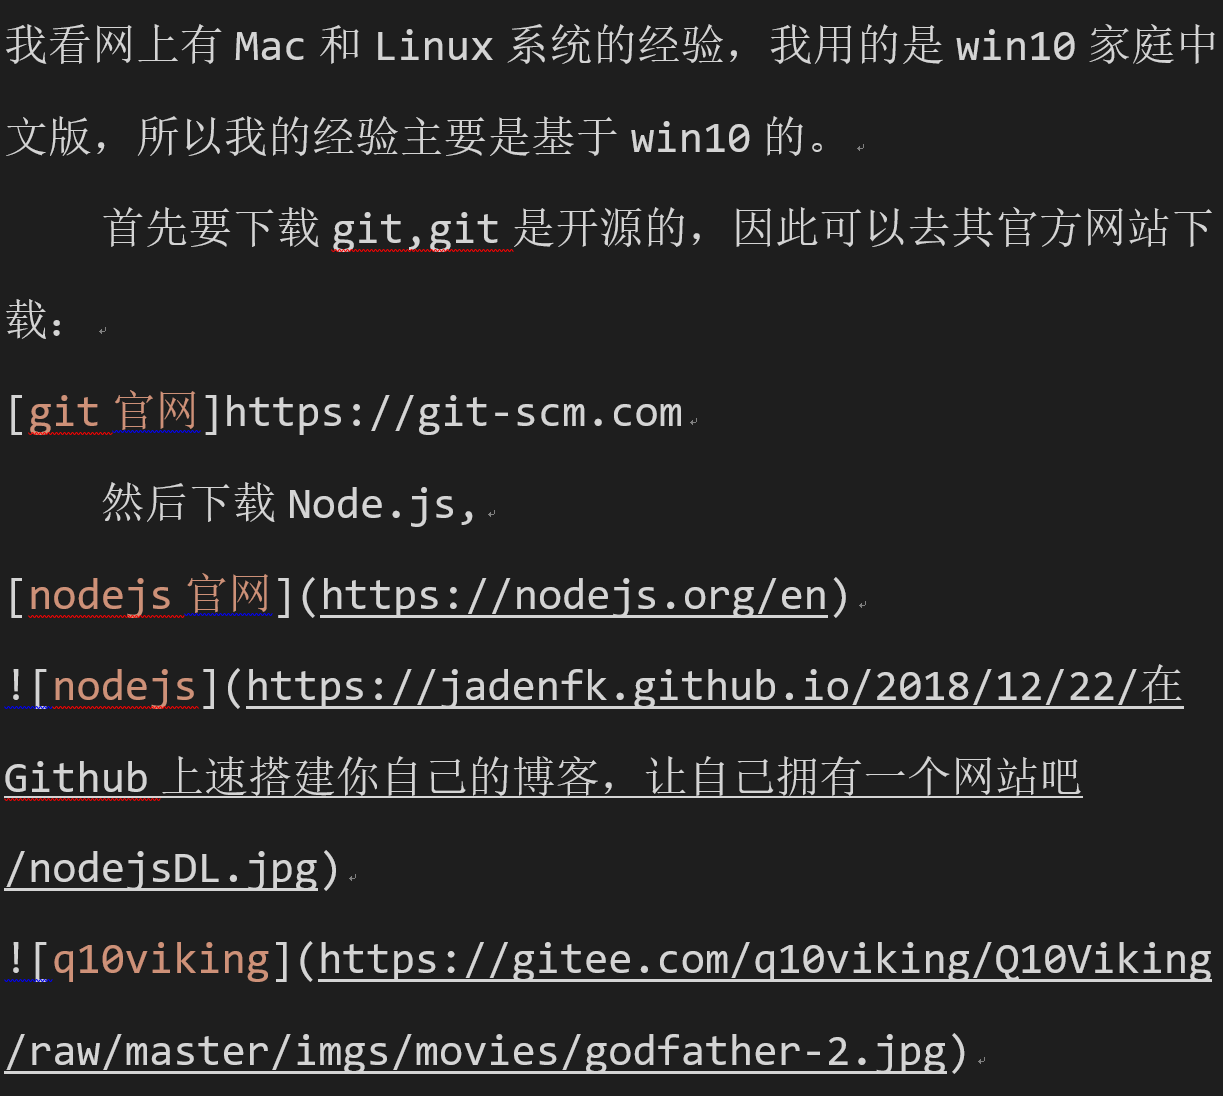 我看网上有 Mac 和 Linux 系统的经验，我用的是 win10 家庭中
文版，所以我的经验主要是基于 win10 的。
首先要下载 git,git 是开源的，因此可以去其官方网站下
载：
[git 官网]https://git-scm.com
然后下载 Node.js,
[nodejs 官网](https://nodejs.org/en)
![nodejs](https://jadenfk.github.io/2018/12/22/在
Github 上速搭建你自己的博客，让自己拥有一个网站吧
/nodejsDL.jpg)
![q10viking](https://gitee.com/q10viking/Q10Viking
/raw/master/imgs/movies/godfather-2.jpg)